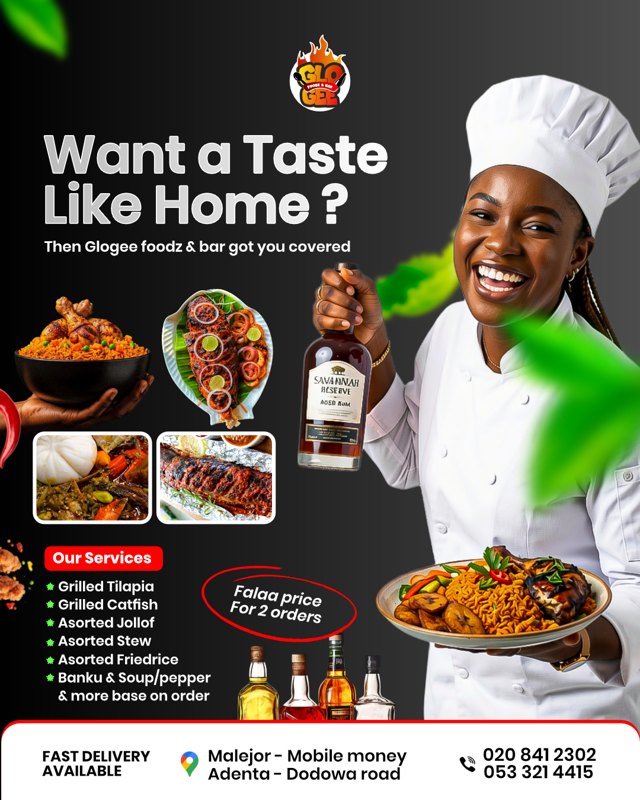 GLO
FOODZ & BAR
GEE
Want a Taste
Like Home ?
Then Glogee foodz & bar got you covered
SAVANNAH
RESERVE
AGED RUM
Our Services
Grilled Tilapia
Grilled Catfish
Asorted Jollof
Asorted Stew
Asorted Friedrice
Banku & Soup/pepper
& more base on order
Falaa price
For 2 orders
FAST DELIVERY
AVAILABLE
Malejor - Mobile money
Adenta - Dodowa road
020 841 2302
053 321 4415